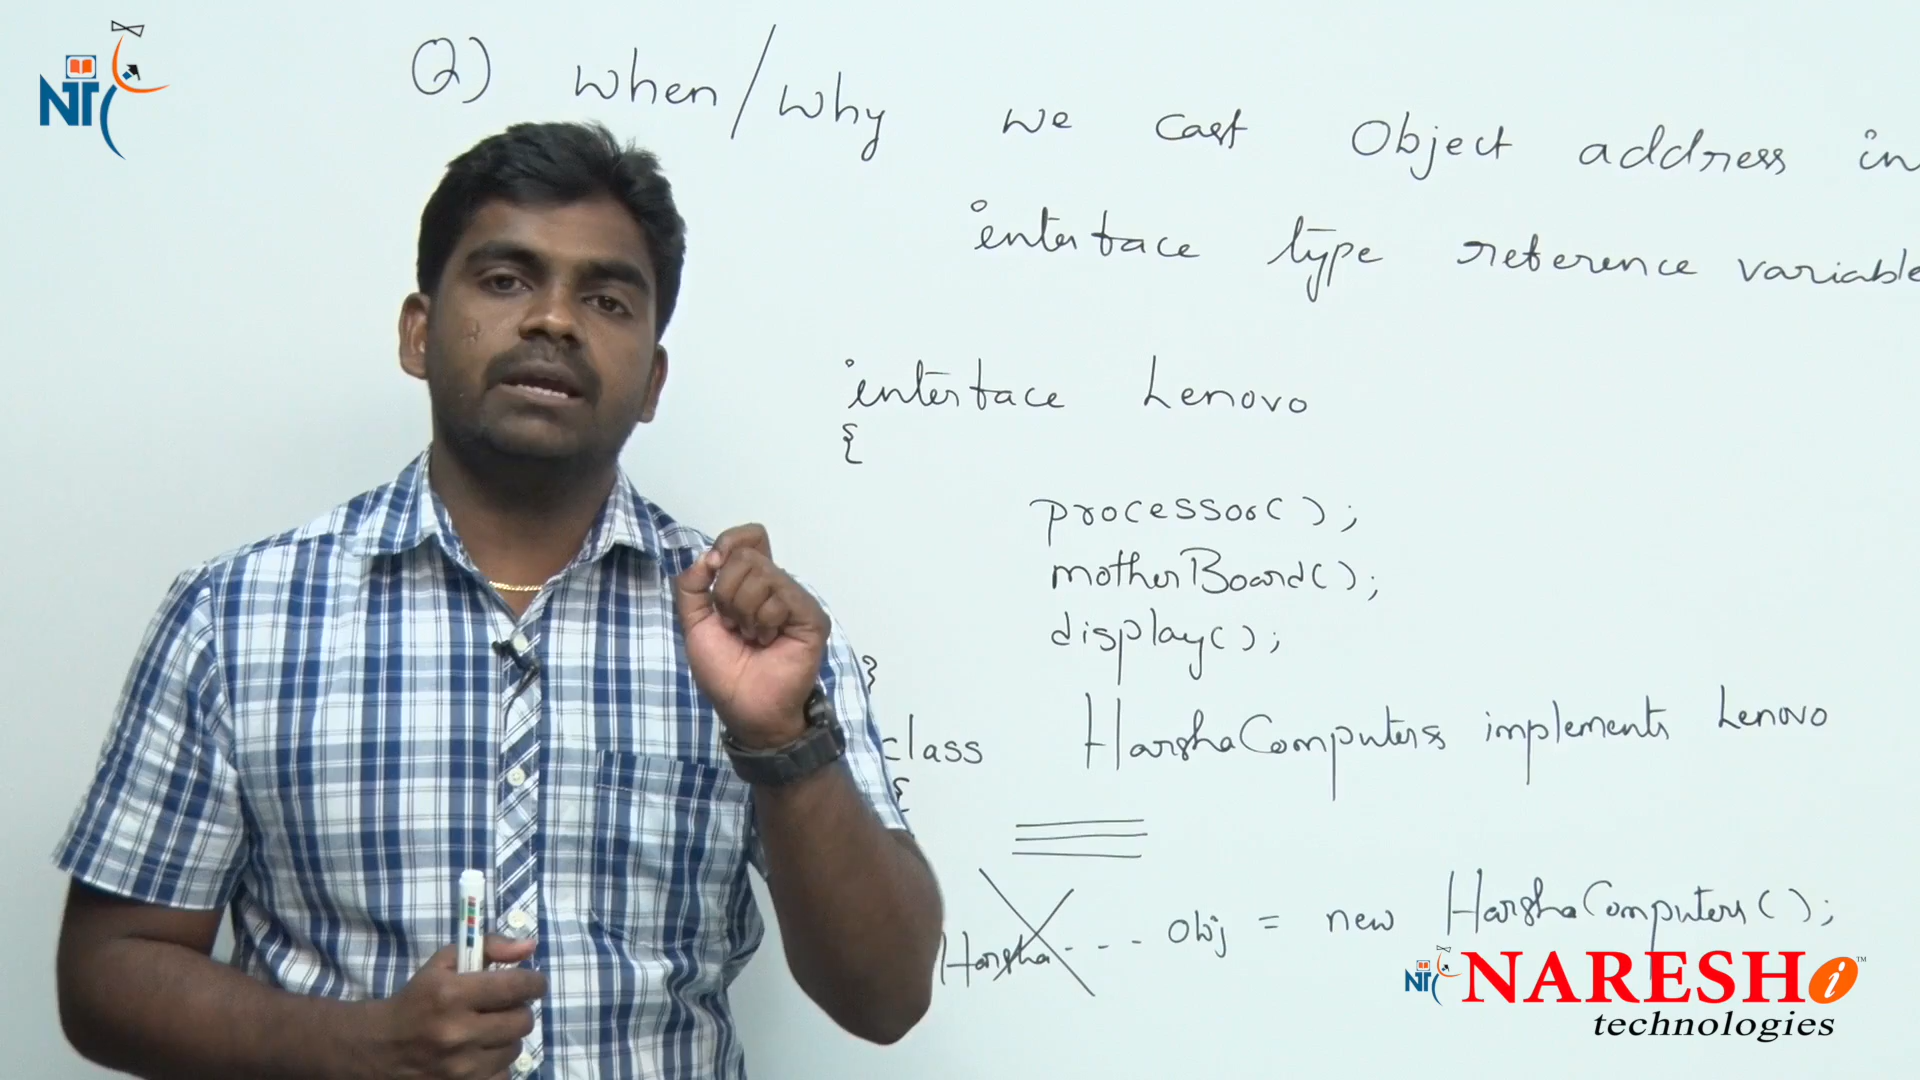 NT
Q) When/Why we cast Object address in
interface type reference variable
interface Lenovo
{
processor();
motherBoard();
display();
}
class HarshaComputers implements Lenovo
{
Harsha--- obj = new HarshaComputers();
NT NARESH i ™
technologies